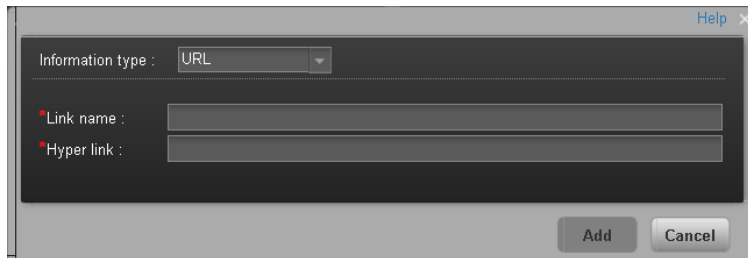 Help
Information type : URL
*Link name :
*Hyper link :
Add Cancel